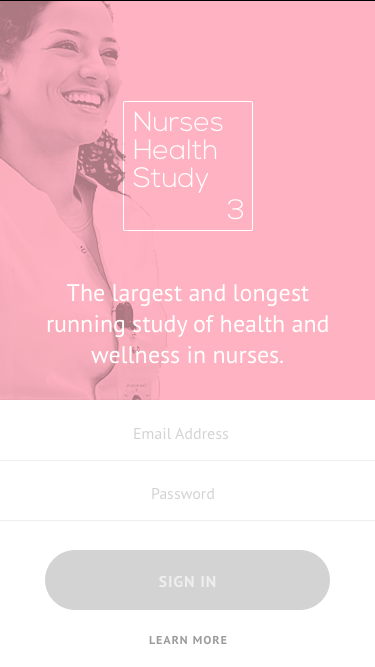 Nurses
Health
Study
3
The largest and longest
running study of health and
wellness in nurses.
Email Address
Password
SIGN IN
LEARN MORE